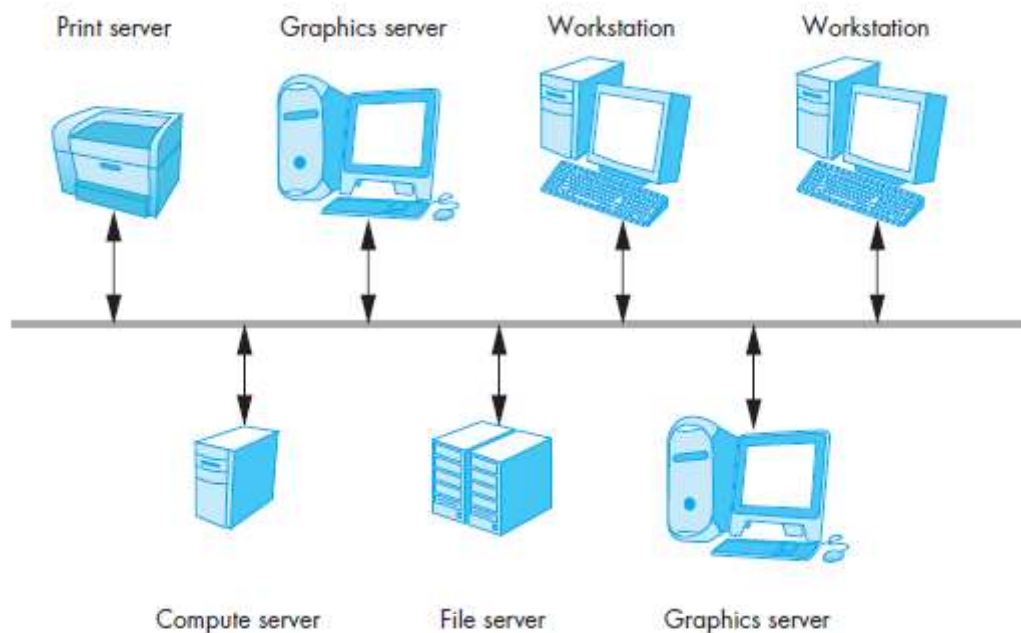 Print server
Graphics server
Workstation
Workstation
Compute server
File server
Graphics server